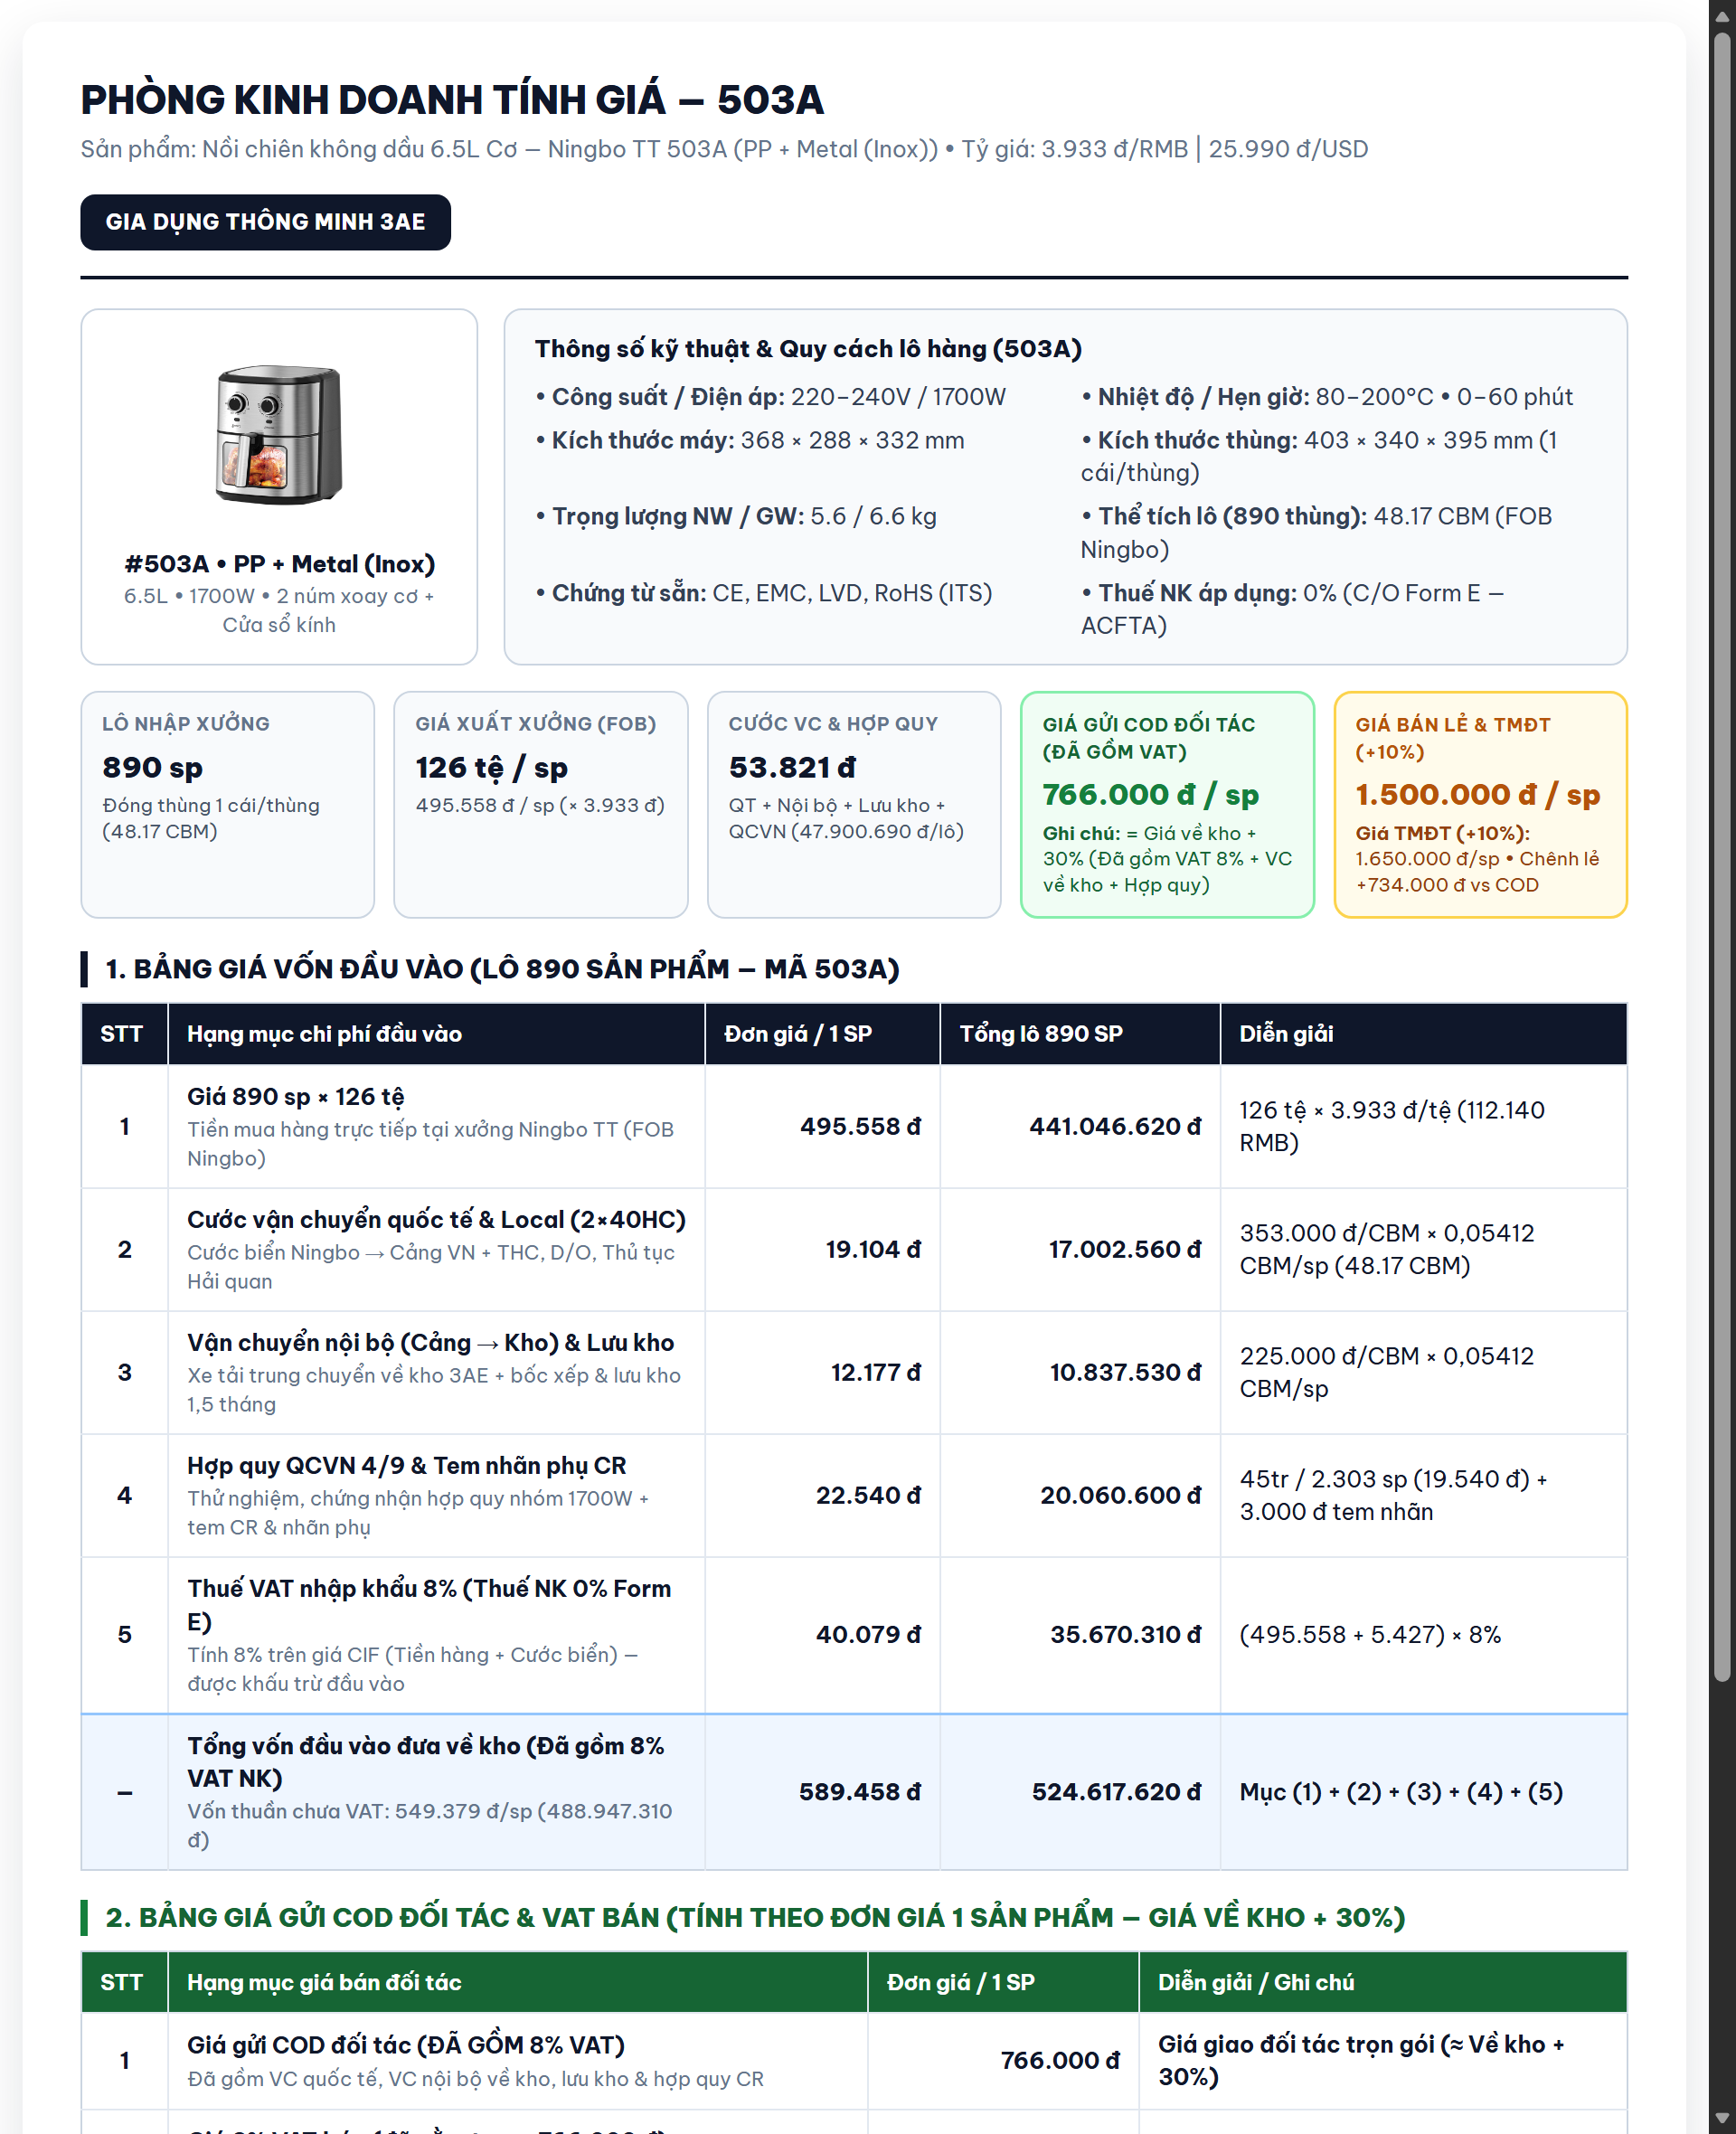 PHÒNG KINH DOANH TÍNH GIÁ — 503A
Sản phẩm: Nồi chiên không dầu 6.5L Cơ — Ningbo TT 503A (PP + Metal (Inox)) • Tỷ giá: 3.933 đ/RMB | 25.990 đ/USD
GIA DỤNG THÔNG MINH 3AE
#503A • PP + Metal (Inox)
6.5L • 1700W • 2 núm xoay cơ +
Cửa sổ kính
Thông số kỹ thuật & Quy cách lô hàng (503A)
• Công suất / Điện áp: 220–240V / 1700W
• Nhiệt độ / Hẹn giờ: 80–200°C • 0–60 phút
• Kích thước máy: 368 × 288 × 332 mm
• Kích thước thùng: 403 × 340 × 395 mm (1
cái/thùng)
• Trọng lượng NW / GW: 5.6 / 6.6 kg
• Thể tích lô (890 thùng): 48.17 CBM (FOB
Ningbo)
• Chứng từ sẵn: CE, EMC, LVD, RoHS (ITS)
• Thuế NK áp dụng: 0% (C/O Form E —
ACFTA)
LÔ NHẬP XƯỞNG
890 sp
Đóng thùng 1 cái/thùng
(48.17 CBM)
GIÁ XUẤT XƯỞNG (FOB)
126 tệ / sp
495.558 đ / sp (× 3.933 đ)
CƯỚC VC & HỢP QUY
53.821 đ
QT + Nội bộ + Lưu kho +
QCVN (47.900.690 đ/lô)
GIÁ GỬI COD ĐỐI TÁC
(ĐÃ GỒM VAT)
766.000 đ / sp
Ghi chú: = Giá về kho +
30% (Đã gồm VAT 8% + VC
về kho + Hợp quy)
GIÁ BÁN LẺ & TMĐT
(+10%)
1.500.000 đ / sp
Giá TMĐT (+10%):
1.650.000 đ/sp • Chênh lẻ
+734.000 đ vs COD
1. BẢNG GIÁ VỐN ĐẦU VÀO (LÔ 890 SẢN PHẨM — MÃ 503A)
STT Hạng mục chi phí đầu vào Đơn giá / 1 SP Tổng lô 890 SP Diễn giải
1
Giá 890 sp × 126 tệ
Tiền mua hàng trực tiếp tại xưởng Ningbo TT (FOB
Ningbo)
495.558 đ
441.046.620 đ
126 tệ × 3.933 đ/tệ (112.140
RMB)
2
Cước vận chuyển quốc tế & Local (2×40HC)
Cước biển Ningbo → Cảng VN + THC, D/O, Thủ tục
Hải quan
19.104 đ
17.002.560 đ
353.000 đ/CBM × 0,05412
CBM/sp (48.17 CBM)
3
Vận chuyển nội bộ (Cảng → Kho) & Lưu kho
Xe tải trung chuyển về kho 3AE + bốc xếp & lưu kho
1,5 tháng
12.177 đ
10.837.530 đ
225.000 đ/CBM × 0,05412
CBM/sp
4
Hợp quy QCVN 4/9 & Tem nhãn phụ CR
Thử nghiệm, chứng nhận hợp quy nhóm 1700W +
tem CR & nhãn phụ
22.540 đ
20.060.600 đ
45tr / 2.303 sp (19.540 đ) +
3.000 đ tem nhãn
5
Thuế VAT nhập khẩu 8% (Thuế NK 0% Form
E)
Tính 8% trên giá CIF (Tiền hàng + Cước biển) —
được khấu trừ đầu vào
40.079 đ
35.670.310 đ
(495.558 + 5.427) × 8%
—
Tổng vốn đầu vào đưa về kho (Đã gồm 8%
VAT NK)
Vốn thuần chưa VAT: 549.379 đ/sp (488.947.310
đ)
589.458 đ
524.617.620 đ
Mục (1) + (2) + (3) + (4) + (5)
2. BẢNG GIÁ GỬI COD ĐỐI TÁC & VAT BÁN (TÍNH THEO ĐƠN GIÁ 1 SẢN PHẨM — GIÁ VỀ KHO + 30%)
STT Hạng mục giá bán đối tác Đơn giá / 1 SP Diễn giải / Ghi chú
1
Giá gửi COD đối tác (ĐÃ GỒM 8% VAT)
Đã gồm VC quốc tế, VC nội bộ về kho, lưu kho & hợp quy CR
766.000 đ
Giá giao đối tác trọn gói (≈ Về kho +
30%)